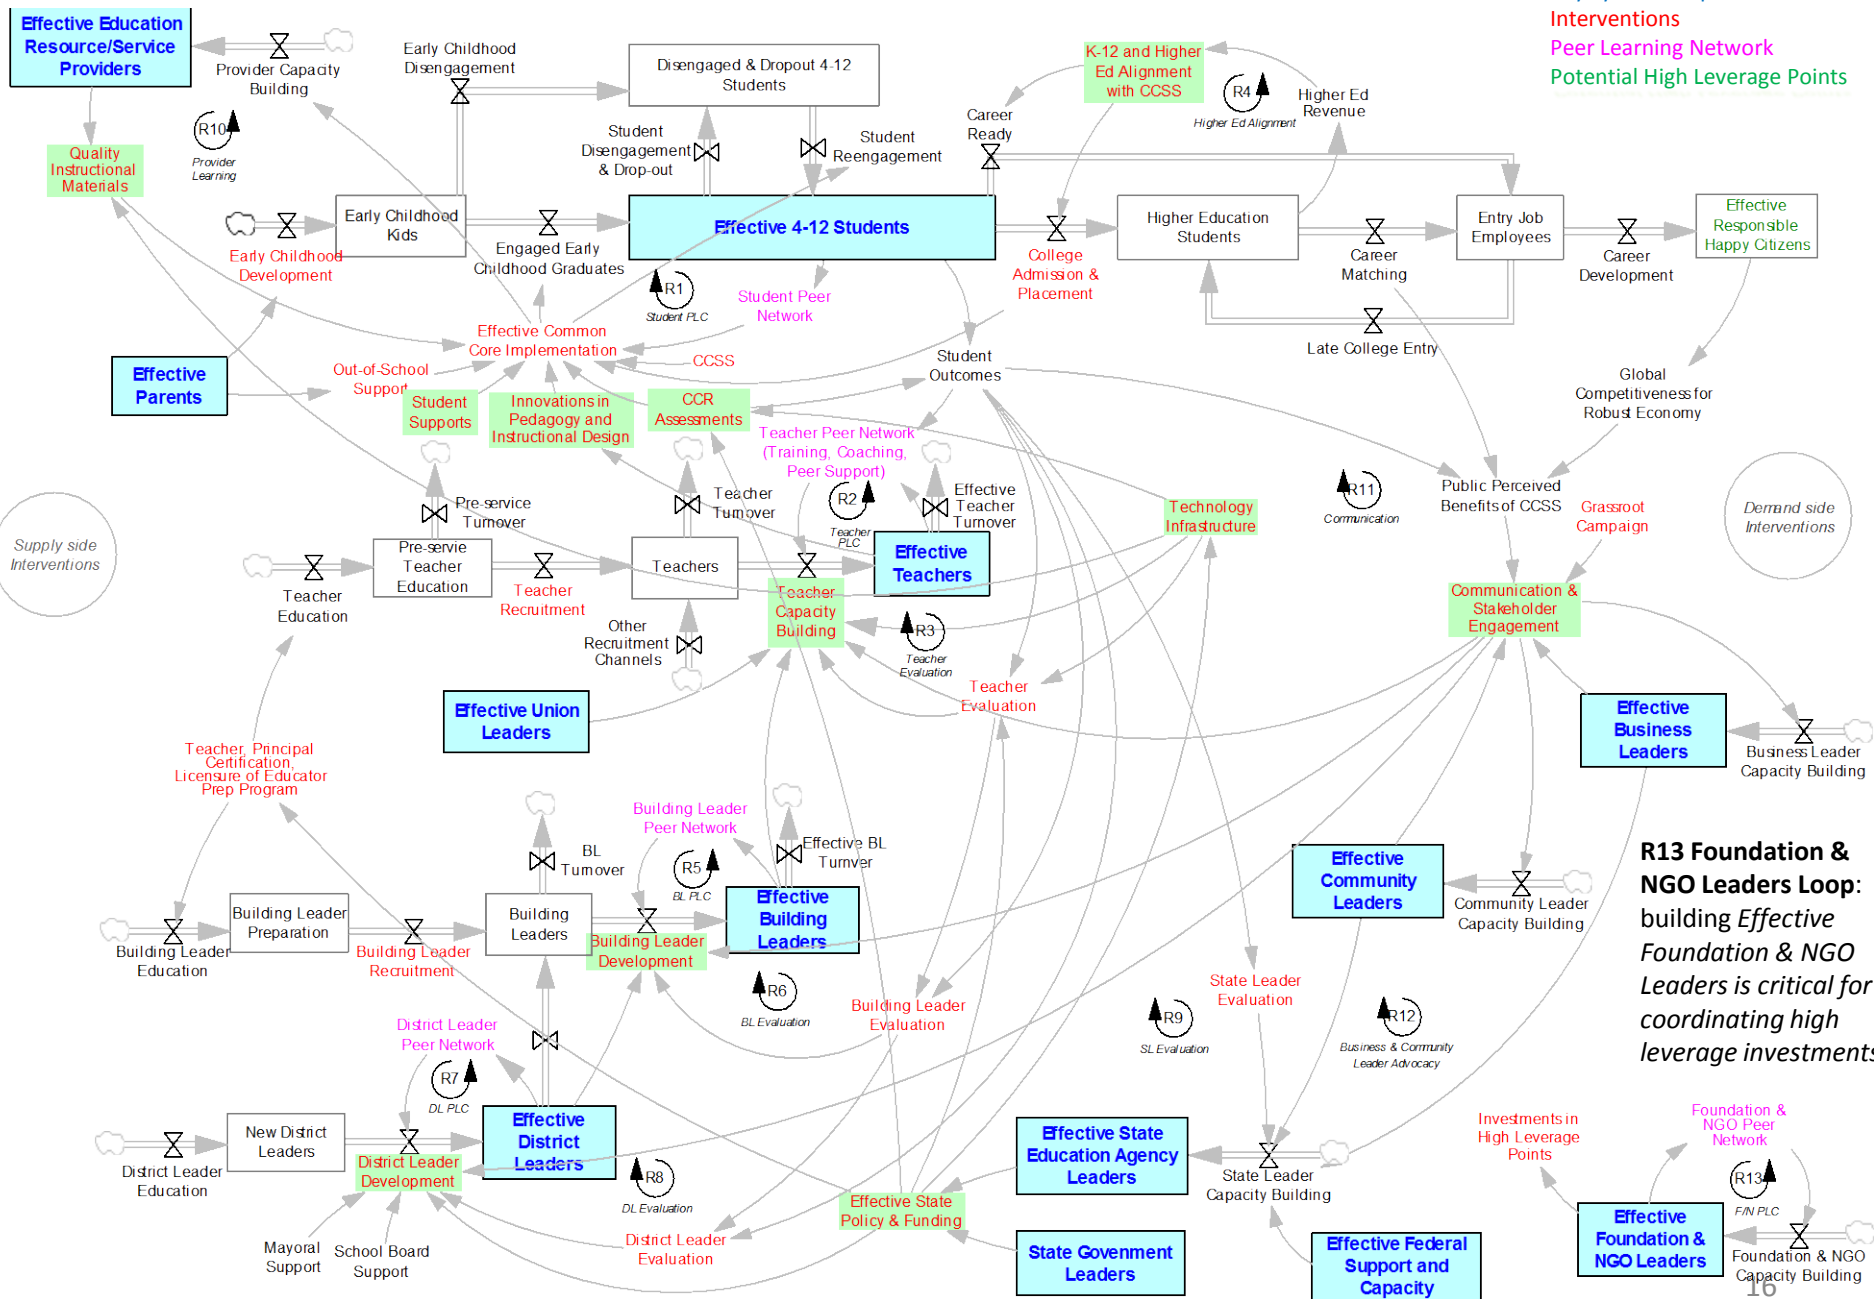 Interventions
Peer Learning Network
Potential High Leverage Points
Effective Education
Resource/Service
Providers
Provider Capacity
Building
Early Childhood
Disengagement
Disengaged & Dropout 4-12
Students
K-12 and Higher
Ed Alignment
with CCSS
R4
Higher Ed Alignment
Higher Ed
Revenue
R10
Provider
Learning
Quality
Instructional
Materials
Student
Disengagement
& Drop-out
Student
Reengagement
Career
Ready
Early Childhood
Kids
Early Childhood
Development
Engaged Early
Childhood Graduates
Effective 4-12 Students
College
Admission &
Placement
Higher Education
Students
Career
Matching
Entry Job
Employees
Career
Development
Effective
Responsible
Happy Citizens
Late College Entry
R1
Student PLC
Student Peer
Network
Effective Common
Core Implementation
CCSS
Student
Outcomes
Global
Competitiveness for
Robust Economy
Effective
Parents
Out-of-School
Support
Student
Supports
Innovations in
Pedagogy and
Instructional Design
CCR
Assessments
Teacher Peer Network
(Training, Coaching,
Peer Support)
R2
Teacher
PLC
Effective
Teacher
Turnover
Technology
Infrastructure
R11
Communication
Public Perceived
Benefits of CCSS
Grassroot
Campaign
Demand side
Interventions
Supply side
Interventions
Pre-service
Turnover
Teacher
Turnover
Teacher
Education
Pre-servie
Teacher
Education
Teacher
Recruitment
Teachers
Effective
Teachers
Teacher
Capacity
Building
Other
Recruitment
Channels
R3
Teacher
Evaluation
Communication &
Stakeholder
Engagement
Teacher
Evaluation
Effective Union
Leaders
Effective
Business
Leaders
Business Leader
Capacity Building
Teacher, Principal
Certification,
Licensure of Educator
Prep Program
Building Leader
Peer Network
BL
Turnover
R5
BL PLC
Effective BL
Turnver
Effective
Community
Leaders
Community Leader
Capacity Building
R13 Foundation &
NGO Leaders Loop:
building Effective
Foundation & NGO
Leaders is critical for
coordinating high
leverage investments
Building Leader
Education
Building Leader
Preparation
Building Leader
Recruitment
Building
Leaders
Building Leader
Development
Effective
Building
Leaders
R6
BL Evaluation
Building Leader
Evaluation
State Leader
Evaluation
R9
SL Evaluation
R12
Business & Community
Leader Advocacy
District Leader
Peer Network
R7
DL PLC
District Leader
Education
New District
Leaders
District Leader
Development
Effective
District
Leaders
R8
DL Evaluation
Mayoral
Support
School Board
Support
District Leader
Evaluation
Effective State
Policy & Funding
Effective State
Education Agency
Leaders
State Leader
Capacity Building
State Govenment
Leaders
Effective Federal
Support and
Capacity
Investments in
High Leverage
Points
Foundation &
NGO Peer
Network
R13
F/N PLC
Effective
Foundation &
NGO Leaders
Foundation & NGO
Capacity Building
16